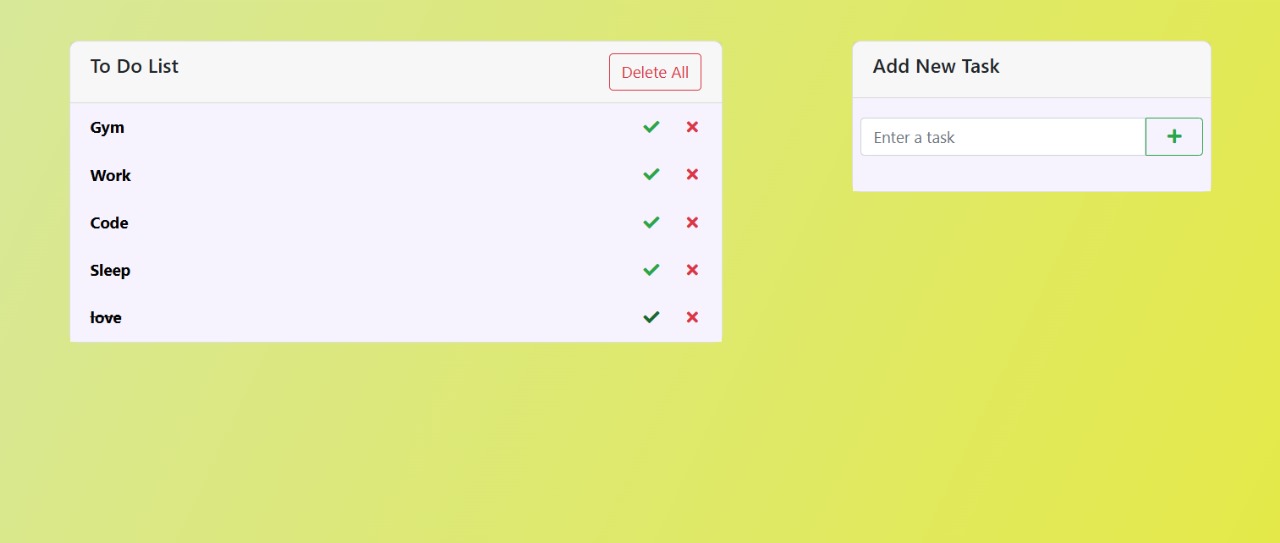 To Do List
Delete All
Gym
Work
Code
Sleep
love
Add New Task
Enter a task